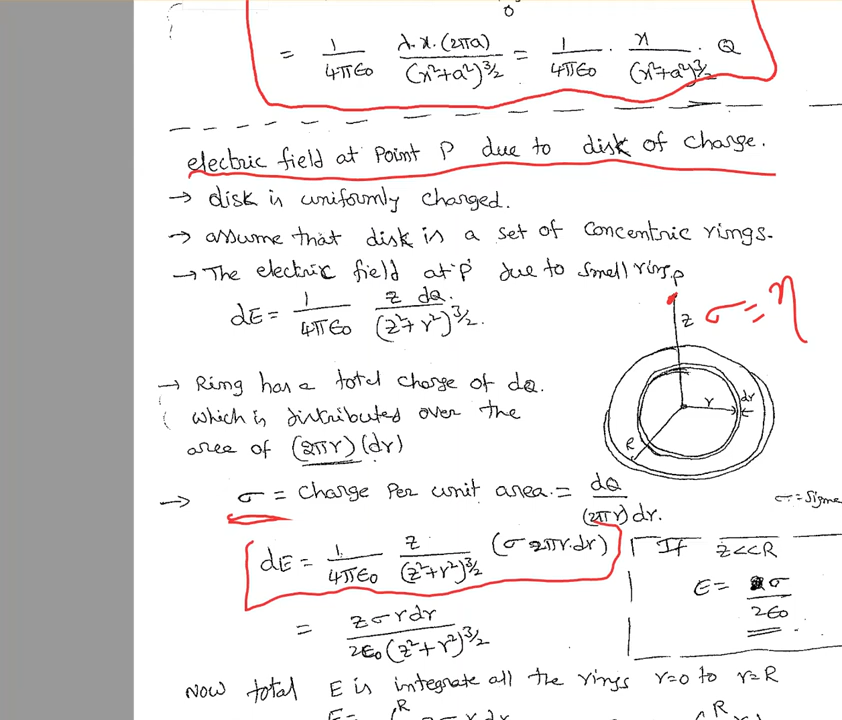 0
= 1/4πε0 λ.x.(2πa)/(x²+a²)^3/2 = 1/4πε0 . x/(x²+a²)^3/2 . Q
electric field at Point P due to disk of charge.
→ disk is uniformly charged.
→ assume that disk is a set of concentric rings.
→ The electric field at 'P' due to small ring
dE = 1/4πε0 z dQ./(z²+r²)^3/2.
P
z
σ = η
r
dr
R
→ Ring has a total charge of dQ.
which is distributed over the
area of (2πr)(dr)
→ σ = charge per unit area = dQ/(2πr)dr.
σ = Sigma
dE = 1/4πε0 z/(z²+r²)^3/2 (σ 2πr.dr)
= zσrdr/2ε0(z²+r²)^3/2
If z<<R
E = σ/2ε0
Now total E is integrate all the rings r=0 to r=R